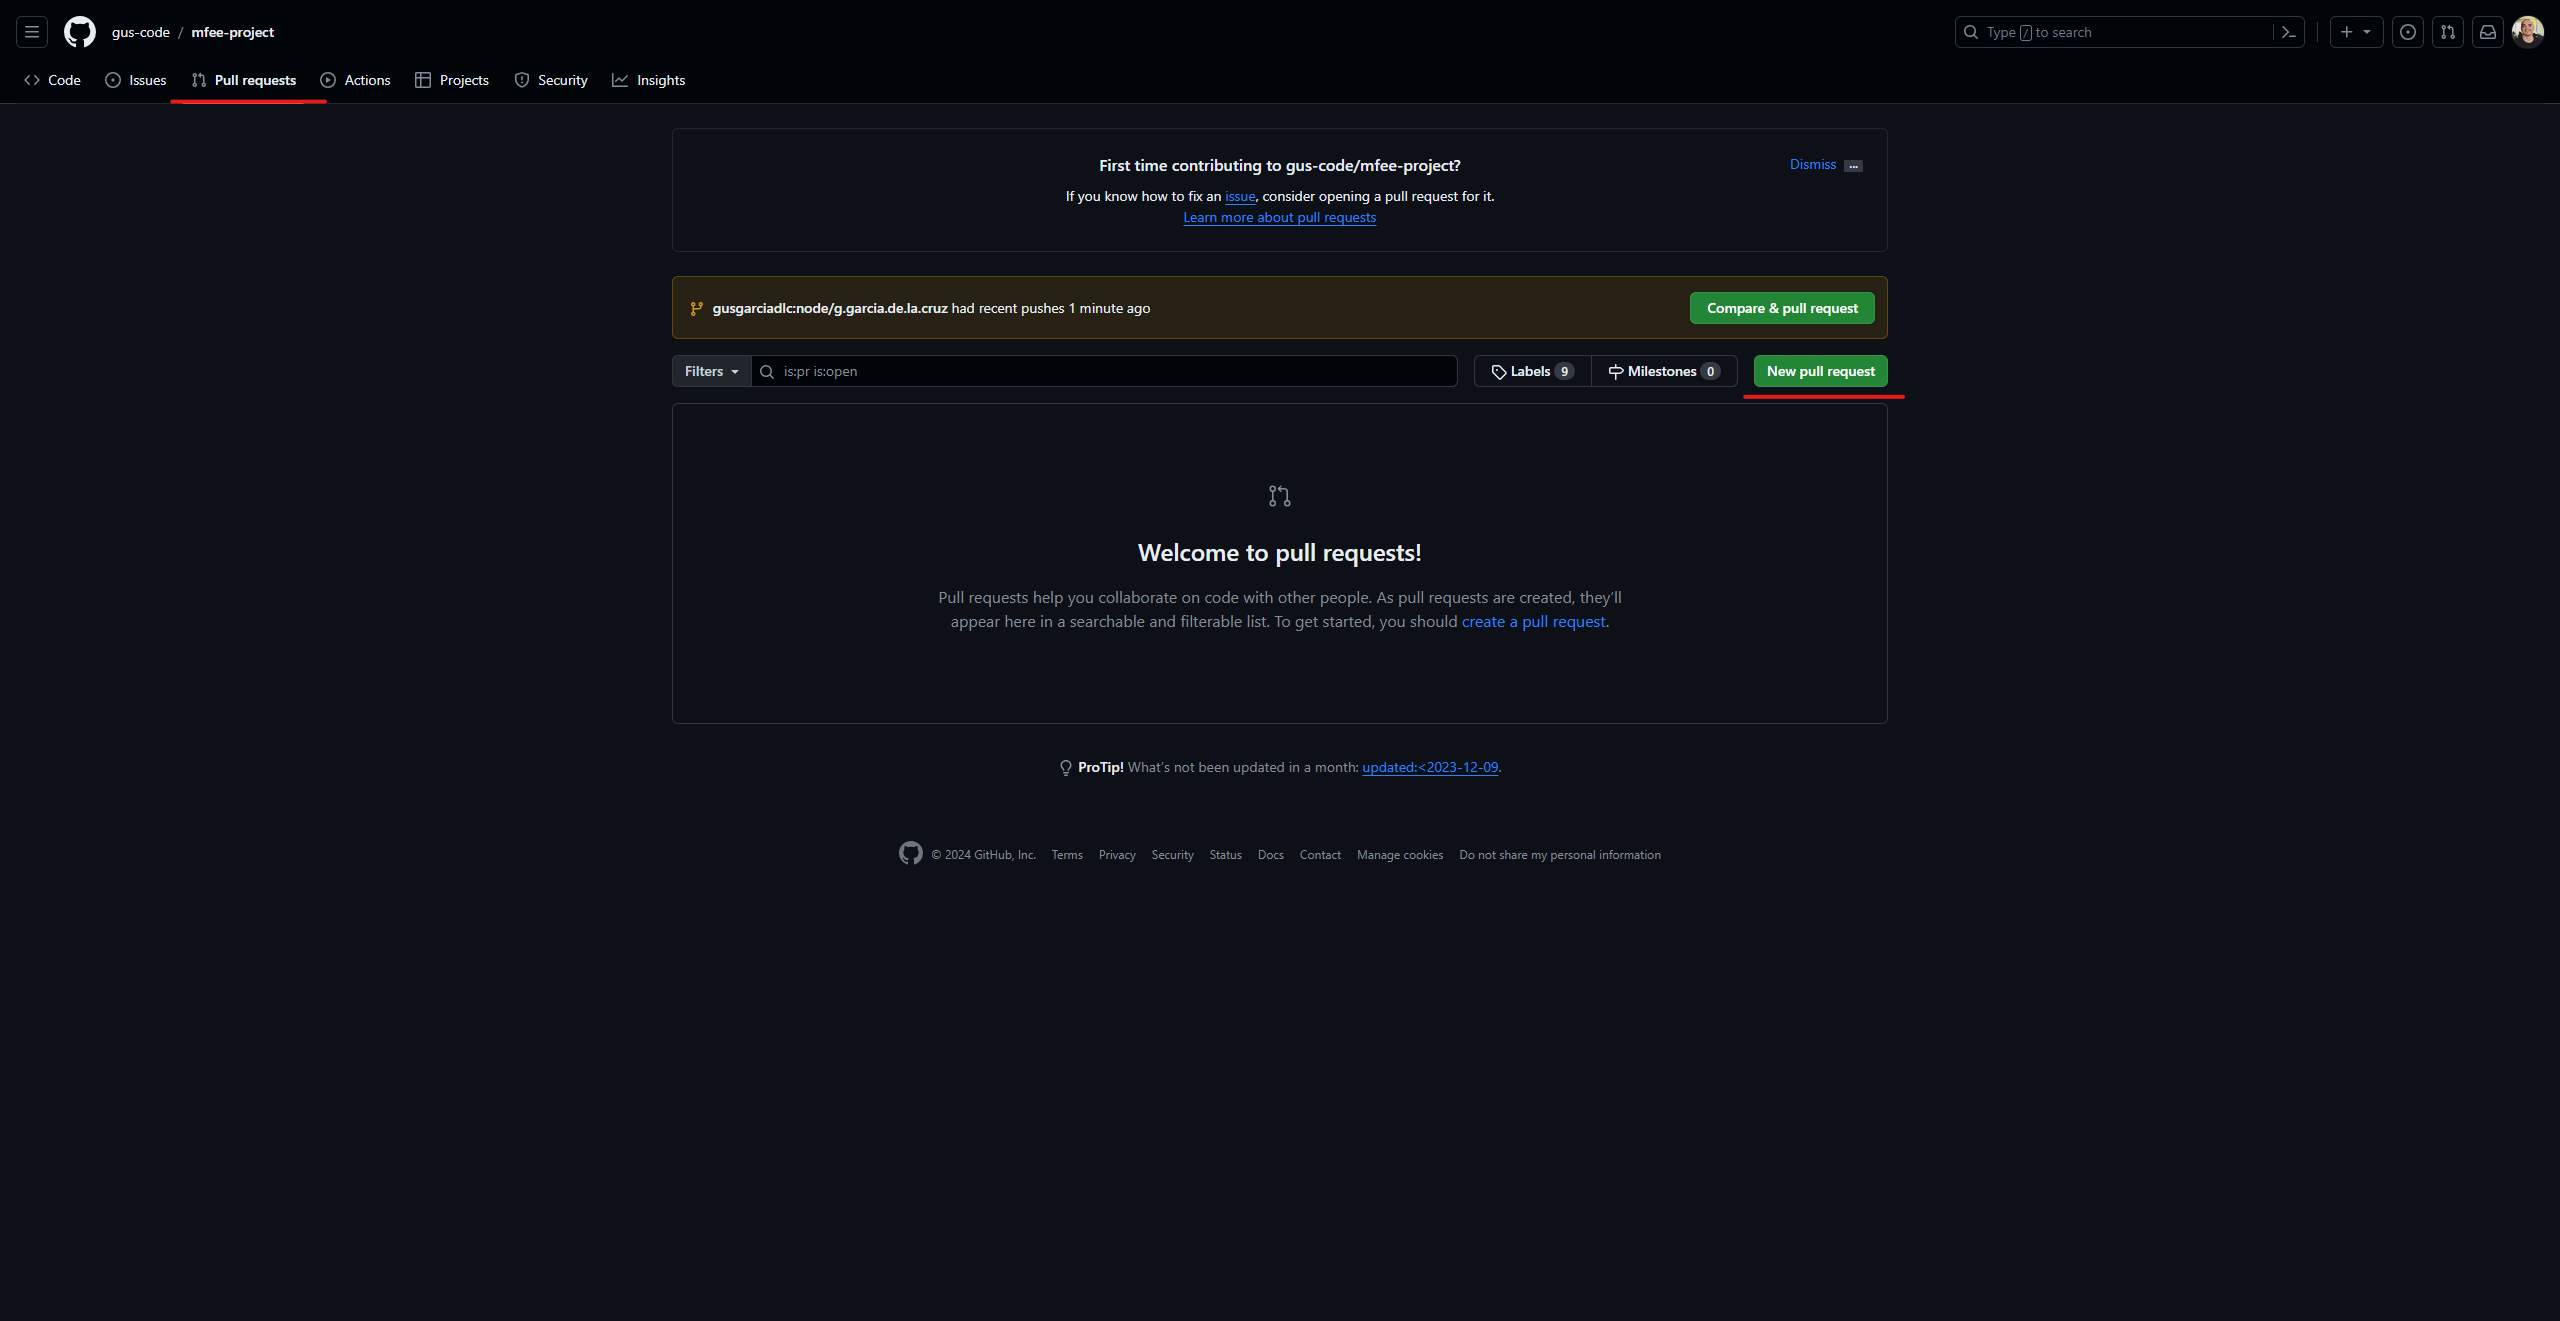 gus-code / mfee-project
Type / to search
Code Issues Pull requests Actions Projects Security Insights
First time contributing to gus-code/mfee-project?
Dismiss ...
If you know how to fix an issue, consider opening a pull request for it.
Learn more about pull requests
gusgarciadlc:node/g.garcia.de.la.cruz had recent pushes 1 minute ago
Compare & pull request
Filters is:pr is:open Labels 9 Milestones 0 New pull request
Welcome to pull requests!
Pull requests help you collaborate on code with other people. As pull requests are created, they’ll
appear here in a searchable and filterable list. To get started, you should create a pull request.
ProTip! What’s not been updated in a month: updated:<2023-12-09.
© 2024 GitHub, Inc. Terms Privacy Security Status Docs Contact Manage cookies Do not share my personal information